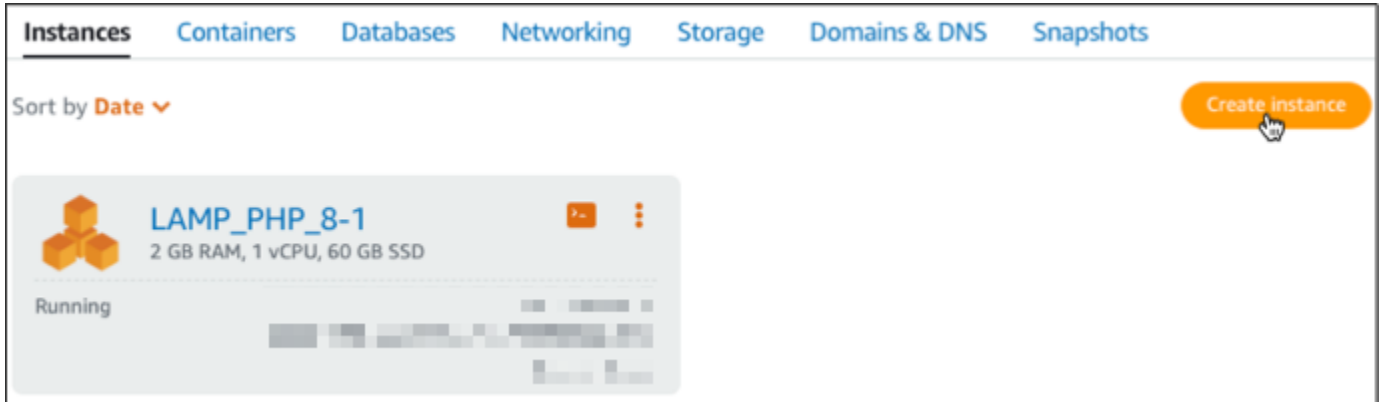 Instances Containers Databases Networking Storage Domains & DNS Snapshots
Sort by Date
Create instance
LAMP_PHP_8-1
2 GB RAM, 1 vCPU, 60 GB SSD
Running